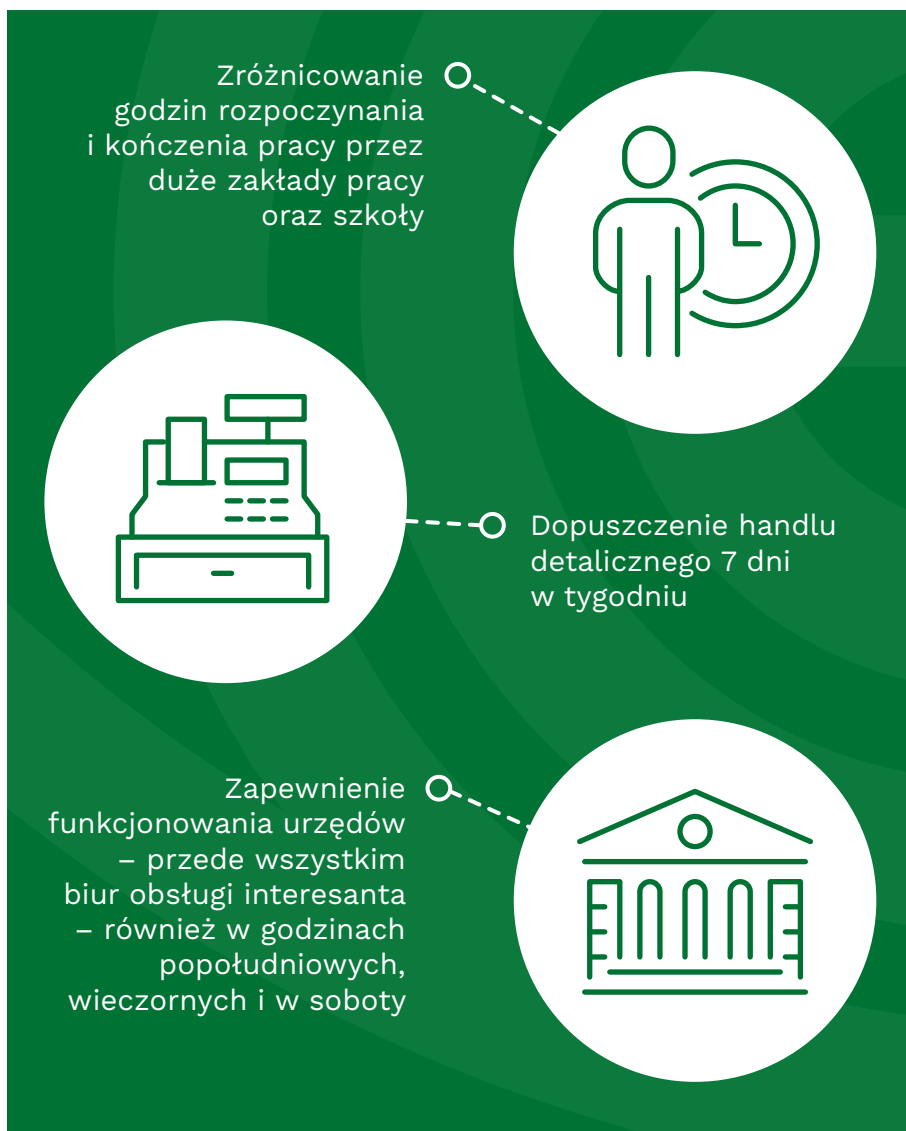 Zróżnicowanie
godzin rozpoczynania
i kończenia pracy przez
duże zakłady pracy
oraz szkoły
Dopuszczenie handlu
detalicznego 7 dni
w tygodniu
Zapewnienie
funkcjonowania urzędów
– przede wszystkim
biur obsługi interesanta
– również w godzinach
popołudniowych,
wieczornych i w soboty